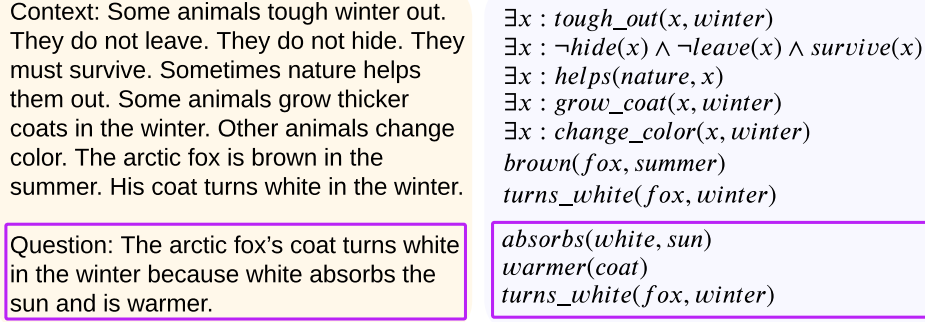 Context: Some animals tough winter out.
They do not leave. They do not hide. They
must survive. Sometimes nature helps
them out. Some animals grow thicker
coats in the winter. Other animals change
color. The arctic fox is brown in the
summer. His coat turns white in the winter.
Question: The arctic fox’s coat turns white
in the winter because white absorbs the
sun and is warmer.
∃x : tough_out(x, winter)
∃x : ¬hide(x) ∧ ¬leave(x) ∧ survive(x)
∃x : helps(nature, x)
∃x : grow_coat(x, winter)
∃x : change_color(x, winter)
brown(fox, summer)
turns_white(fox, winter)
absorbs(white, sun)
warmer(coat)
turns_white(fox, winter)